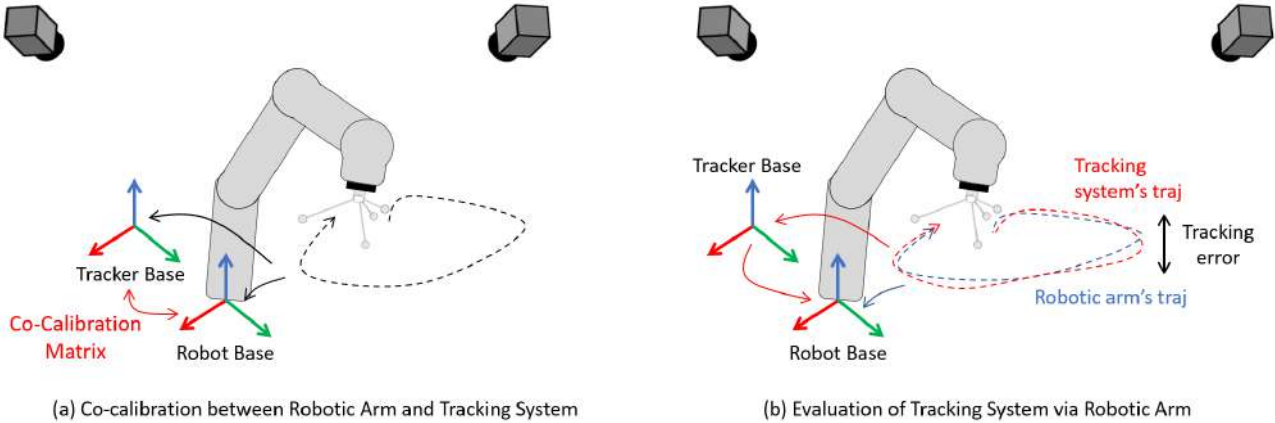 Tracker Base
Co-Calibration
Matrix
Robot Base
(a) Co-calibration between Robotic Arm and Tracking System
Tracker Base
Tracking
system's traj
Tracking
error
Robotic arm's traj
Robot Base
(b) Evaluation of Tracking System via Robotic Arm